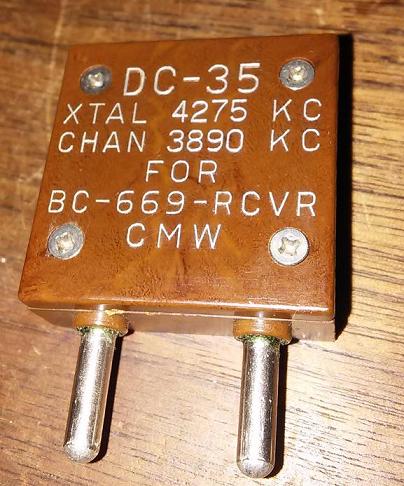 DC-35
XTAL 4275 KC
CHAN 3890 KC
FOR
BC-669-RCVR
CMW